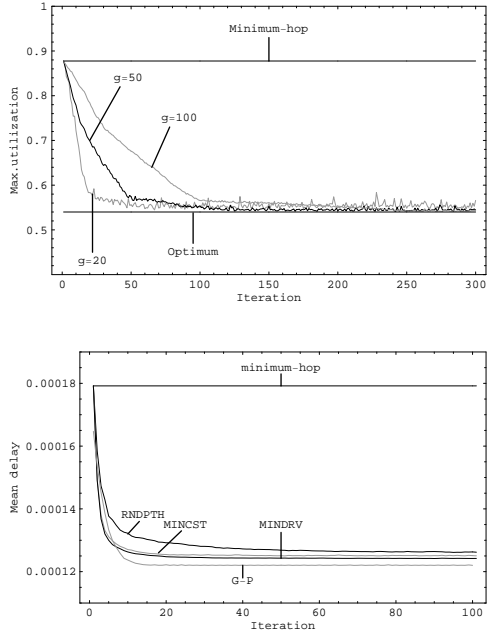 1
0.9
0.8
0.7
0.6
0.5
Max.utilization
Minimum-hop
g=50
g=100
g=20
Optimum
0 50 100 150 200 250 300
Iteration
0.00018
0.00016
0.00014
0.00012
Mean delay
minimum-hop
RNDPTH
MINCST
MINDRV
G-P
0 20 40 60 80 100
Iteration